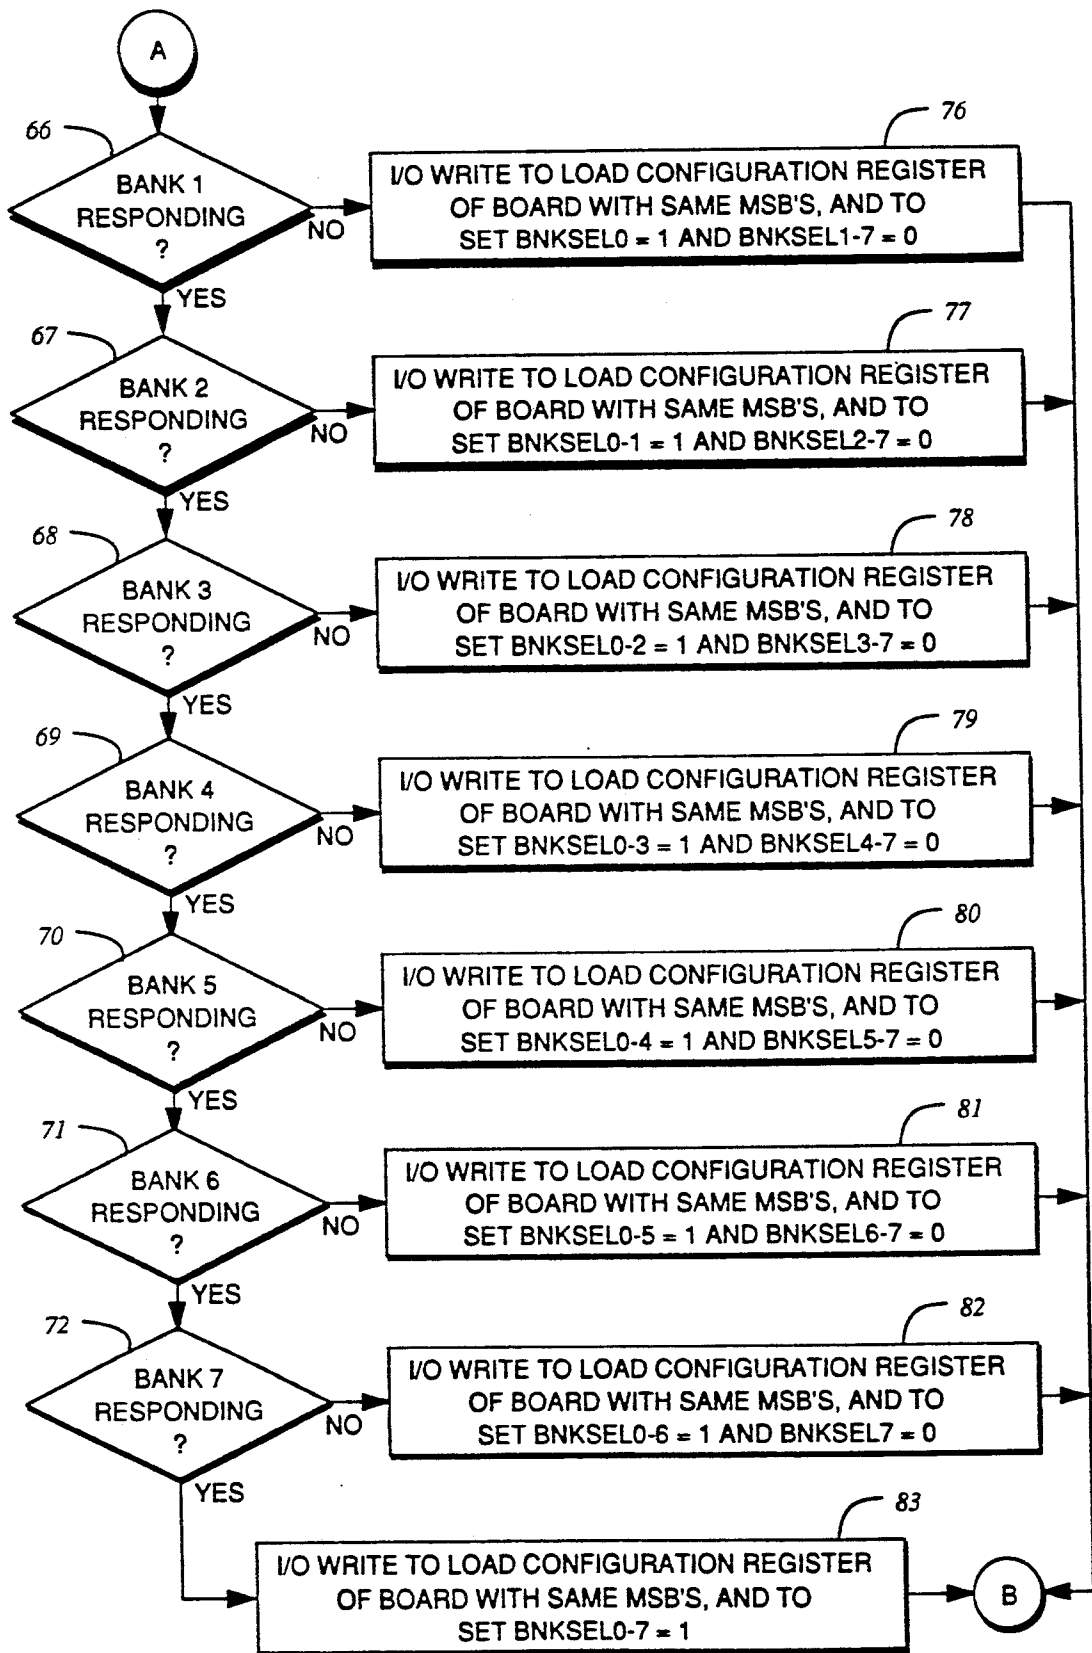 A
66
BANK 1
RESPONDING
?
NO
YES
76
I/O WRITE TO LOAD CONFIGURATION REGISTER
OF BOARD WITH SAME MSB'S, AND TO
SET BNKSEL0 = 1 AND BNKSEL1-7 = 0
67
BANK 2
RESPONDING
?
NO
YES
77
I/O WRITE TO LOAD CONFIGURATION REGISTER
OF BOARD WITH SAME MSB'S, AND TO
SET BNKSEL0-1 = 1 AND BNKSEL2-7 = 0
68
BANK 3
RESPONDING
?
NO
YES
78
I/O WRITE TO LOAD CONFIGURATION REGISTER
OF BOARD WITH SAME MSB'S, AND TO
SET BNKSEL0-2 = 1 AND BNKSEL3-7 = 0
69
BANK 4
RESPONDING
?
NO
YES
79
I/O WRITE TO LOAD CONFIGURATION REGISTER
OF BOARD WITH SAME MSB'S, AND TO
SET BNKSEL0-3 = 1 AND BNKSEL4-7 = 0
70
BANK 5
RESPONDING
?
NO
YES
80
I/O WRITE TO LOAD CONFIGURATION REGISTER
OF BOARD WITH SAME MSB'S, AND TO
SET BNKSEL0-4 = 1 AND BNKSEL5-7 = 0
71
BANK 6
RESPONDING
?
NO
YES
81
I/O WRITE TO LOAD CONFIGURATION REGISTER
OF BOARD WITH SAME MSB'S, AND TO
SET BNKSEL0-5 = 1 AND BNKSEL6-7 = 0
72
BANK 7
RESPONDING
?
NO
YES
82
I/O WRITE TO LOAD CONFIGURATION REGISTER
OF BOARD WITH SAME MSB'S, AND TO
SET BNKSEL0-6 = 1 AND BNKSEL7 = 0
83
I/O WRITE TO LOAD CONFIGURATION REGISTER
OF BOARD WITH SAME MSB'S, AND TO
SET BNKSEL0-7 = 1
B